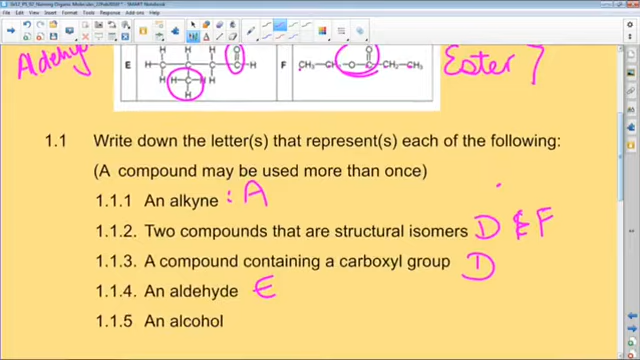 Aldehy
E
H H H O
H C C C C H
H H C H H
H
F
O
CH₃ CH₂ O C CH₂ CH₃
Ester ?
1.1 Write down the letter(s) that represent(s) each of the following:
(A compound may be used more than once)
1.1.1 An alkyne : A
1.1.2. Two compounds that are structural isomers D & F
1.1.3. A compound containing a carboxyl group D
1.1.4. An aldehyde E
1.1.5 An alcohol